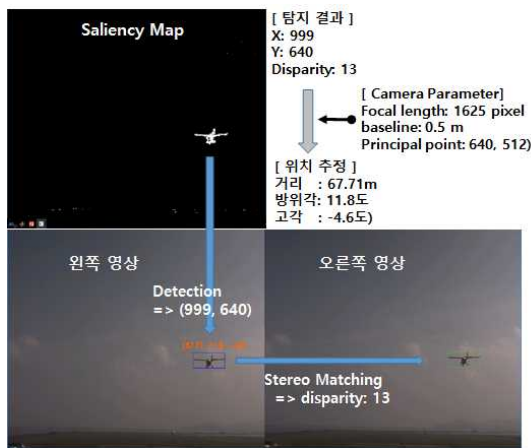 Saliency Map
[ 탐지 결과 ]
X: 999
Y: 640
Disparity: 13
[ Camera Parameter]
Focal length: 1625 pixel
baseline: 0.5 m
Principal point: 640, 512)
[ 위치 추정 ]
거리 : 67.71m
방위각: 11.8도
고각 : -4.6도)
왼쪽 영상
오른쪽 영상
Detection
=> (999, 640)
Stereo Matching
=> disparity: 13